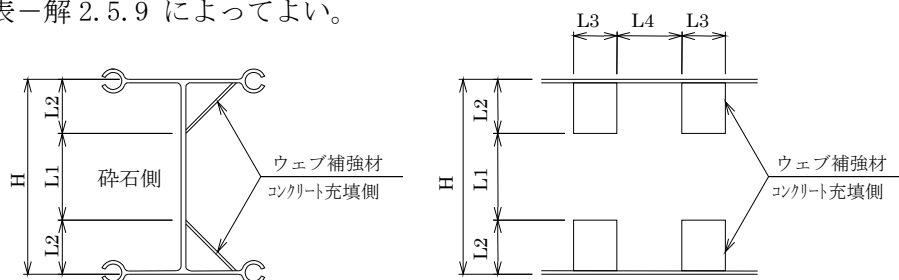 表－解 2.5.9 によってよい。
L3 L4 L3
L2
L1
L2
H
砕石側
ウェブ補強材
コンクリート充填側
L2
L1
L2
H
ウェブ補強材
コンクリート充填側